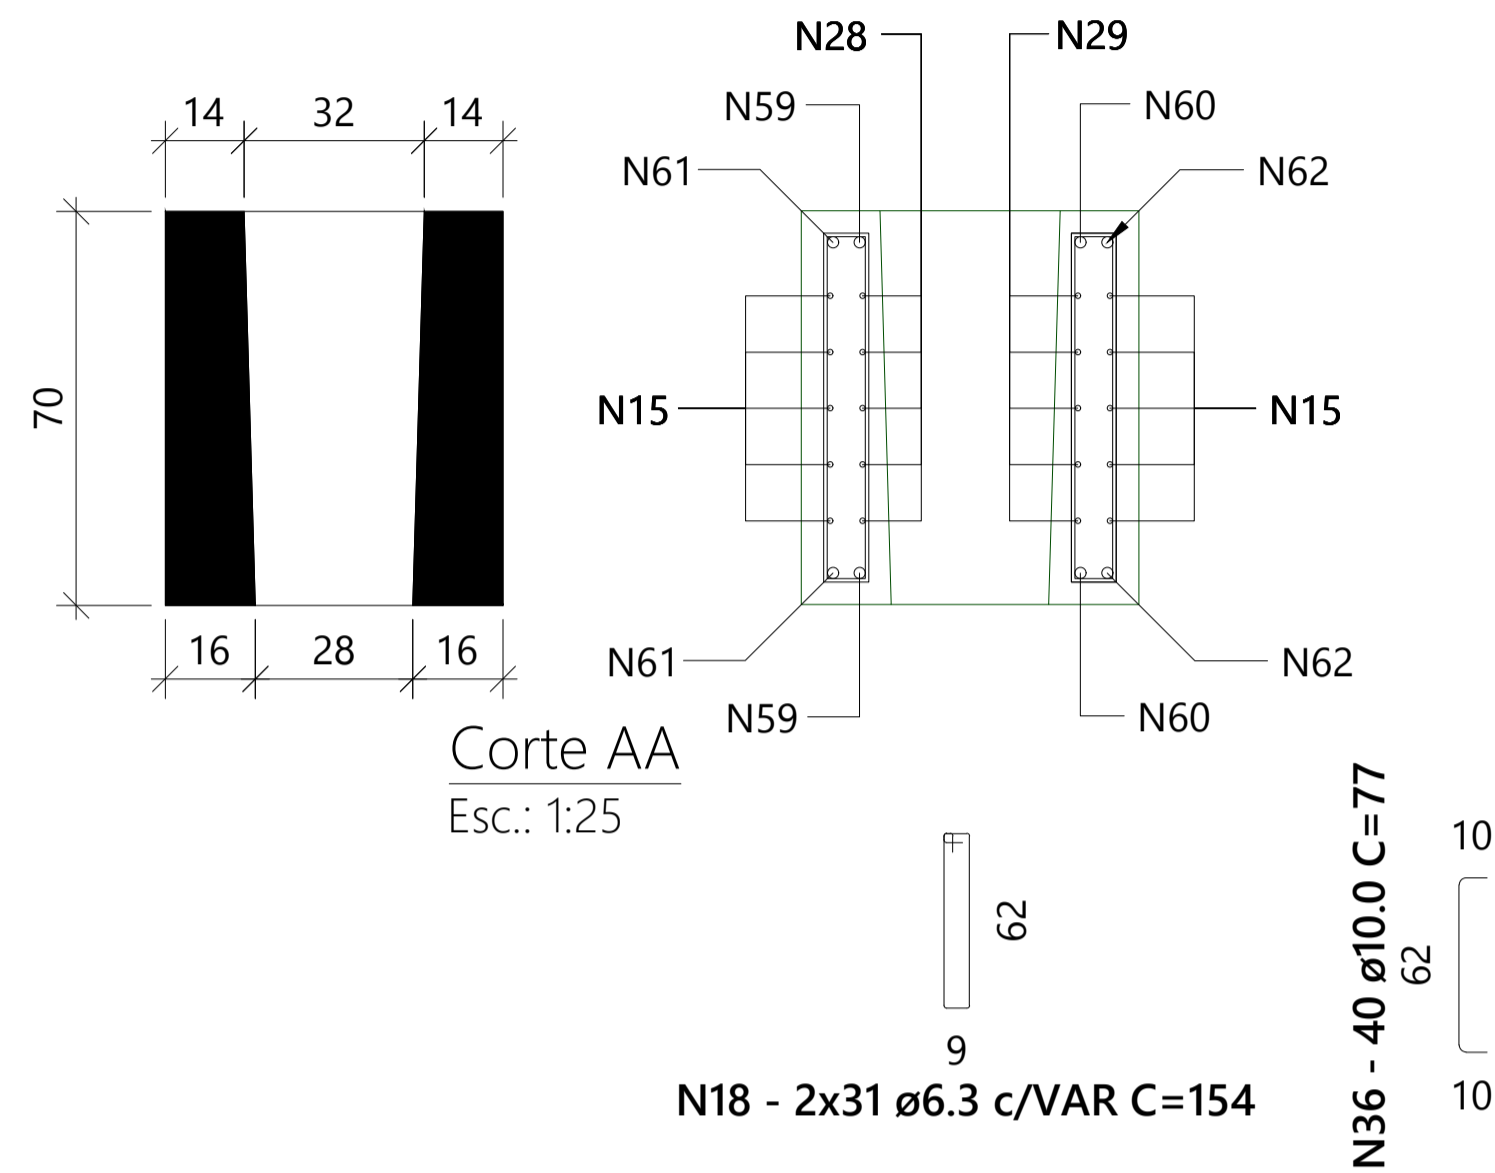 N28
N29
14
32
14
N59
N60
N61
N62
70
N15
N15
16
28
16
N61
N62
N59
N60
Corte AA
Esc.: 1:25
62
9
N18 - 2x31 ø6.3 c/VAR C=154
N36 - 40 ø10.0 C=77
10
62
10